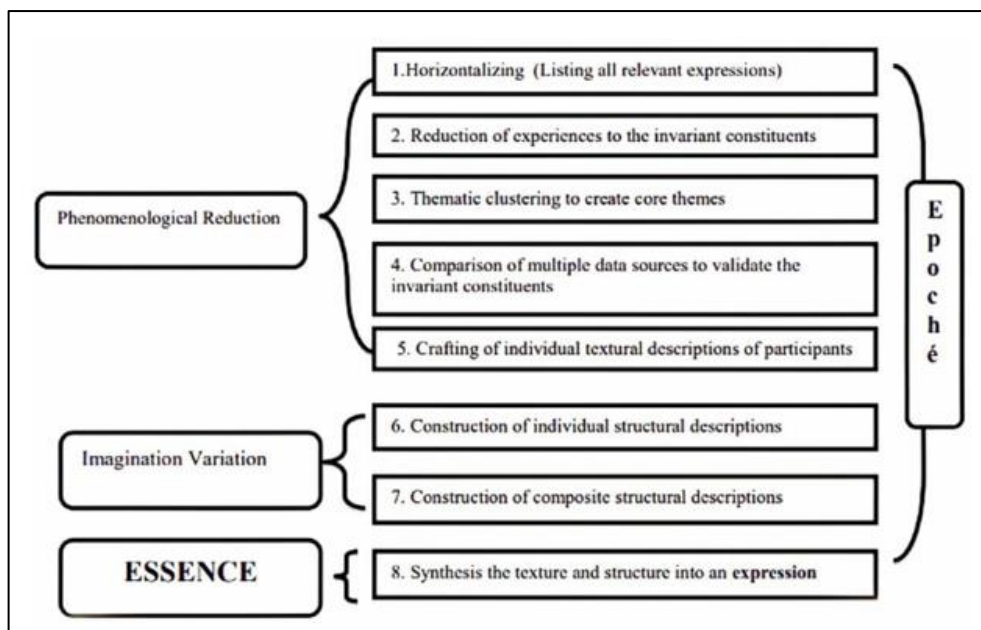 1.Horizontalizing (Listing all relevant expressions)
2. Reduction of experiences to the invariant constituents
3. Thematic clustering to create core themes
Phenomenological Reduction
4. Comparison of multiple data sources to validate the
invariant constituents
5. Crafting of individual textural descriptions of participants
6. Construction of individual structural descriptions
Imagination Variation
7. Construction of composite structural descriptions
ESSENCE
8. Synthesis the texture and structure into an expression
Epoché